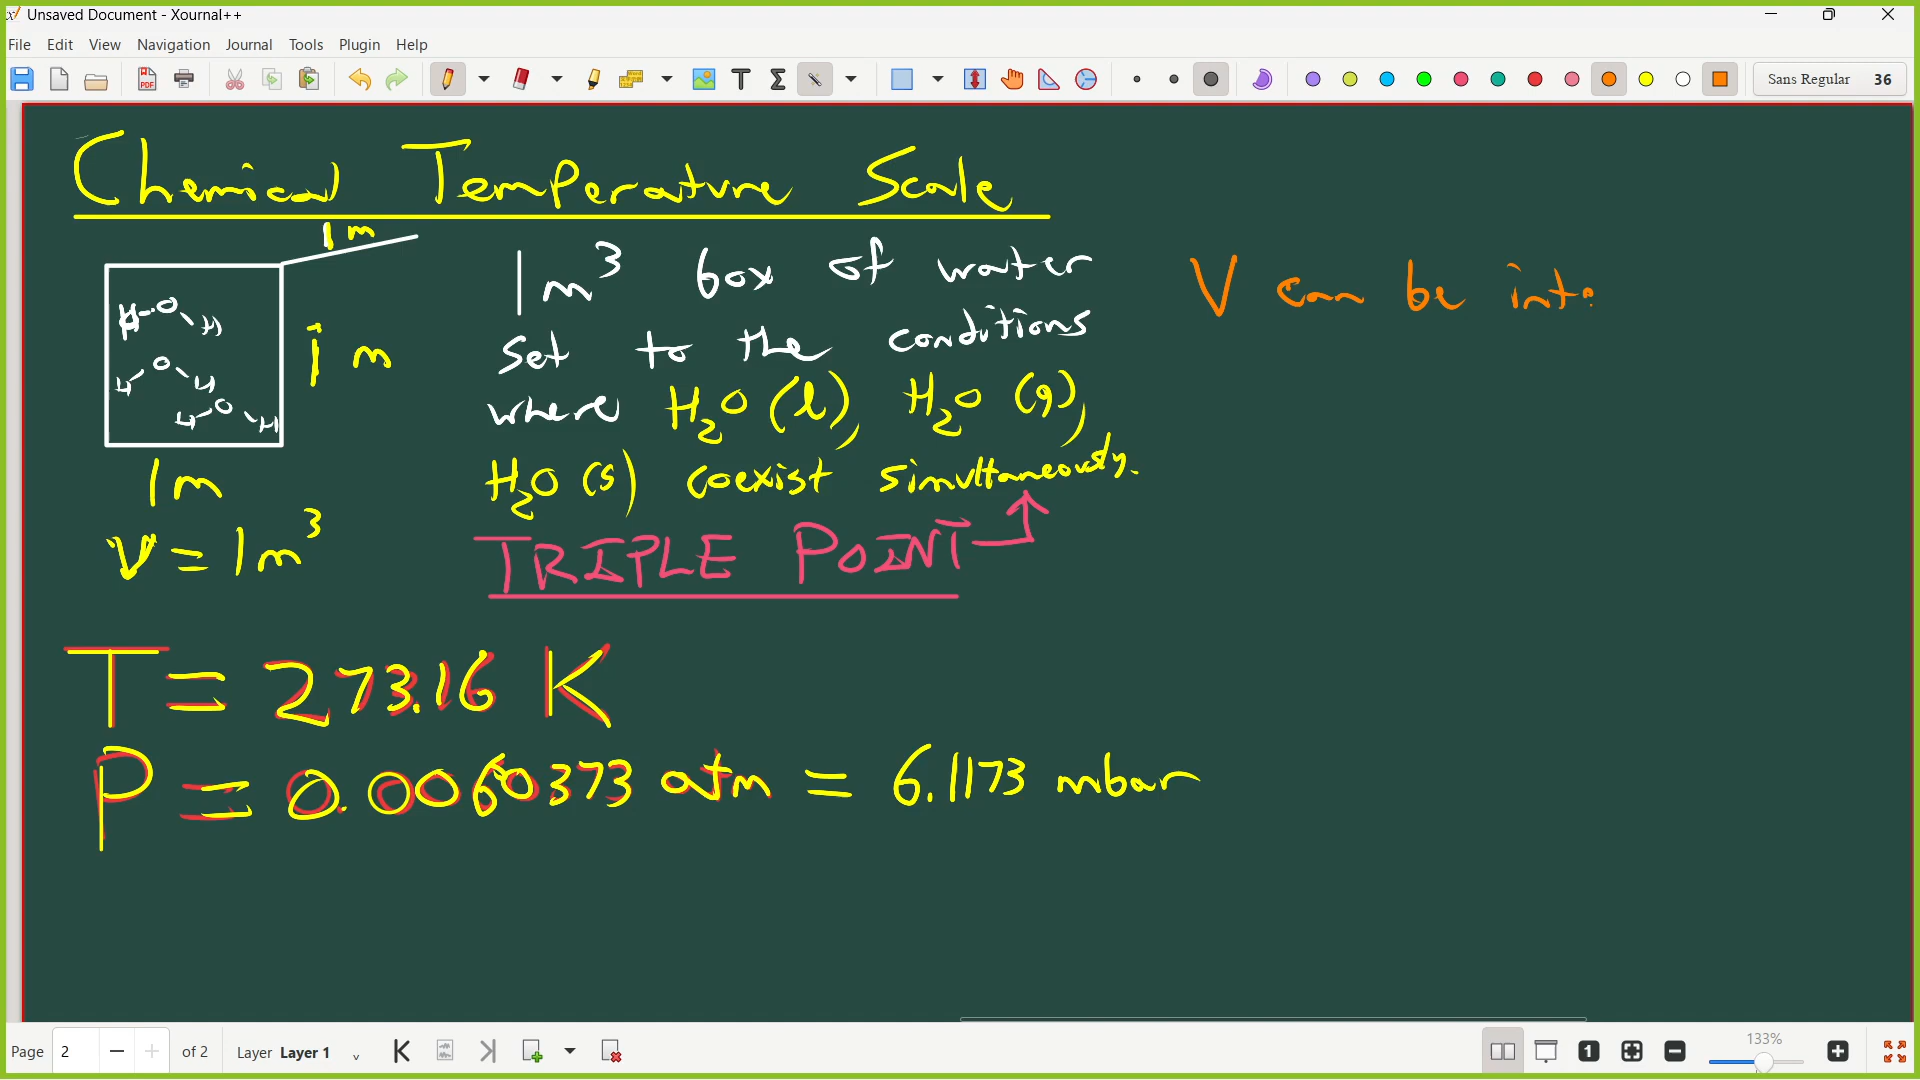 Unsaved Document - Xournal++
File Edit View Navigation Journal Tools Plugin Help
Sans Regular 36
Chemical Temperature Scale
1 m
H-O-H
1 m
H-O-H
H-O-H
1 m
V = 1 m³
1 m³ box of water
set to the conditions
where H₂O (l), H₂O (g),
H₂O (s) coexist simultaneously.
TRIPLE POINT
V can be inte
T = 273.16 K
P = 0.0060373 atm = 6.1173 mbar
Page 2 of 2 Layer Layer 1 133%